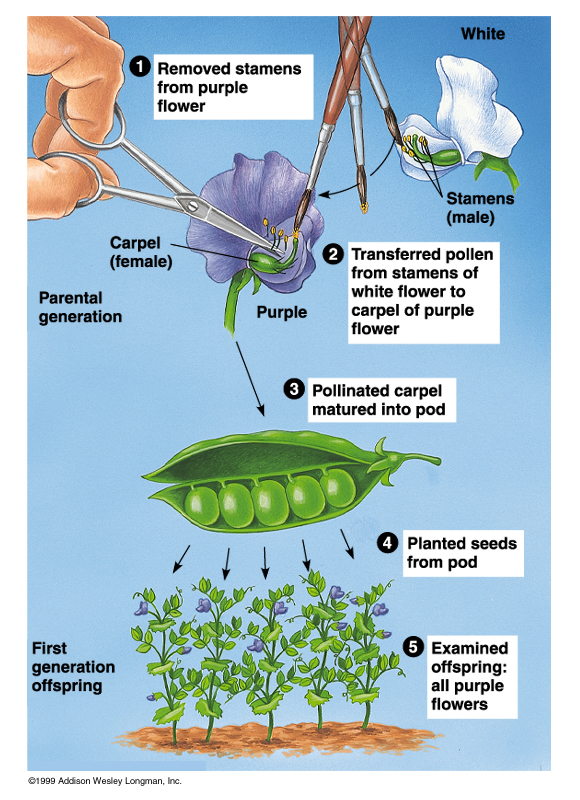 White
1 Removed stamens
from purple
flower
Stamens
(male)
Carpel
(female)
2 Transferred pollen
from stamens of
white flower to
carpel of purple
flower
Parental
generation
Purple
3 Pollinated carpel
matured into pod
4 Planted seeds
from pod
First
generation
offspring
5 Examined
offspring:
all purple
flowers
©1999 Addison Wesley Longman, Inc.